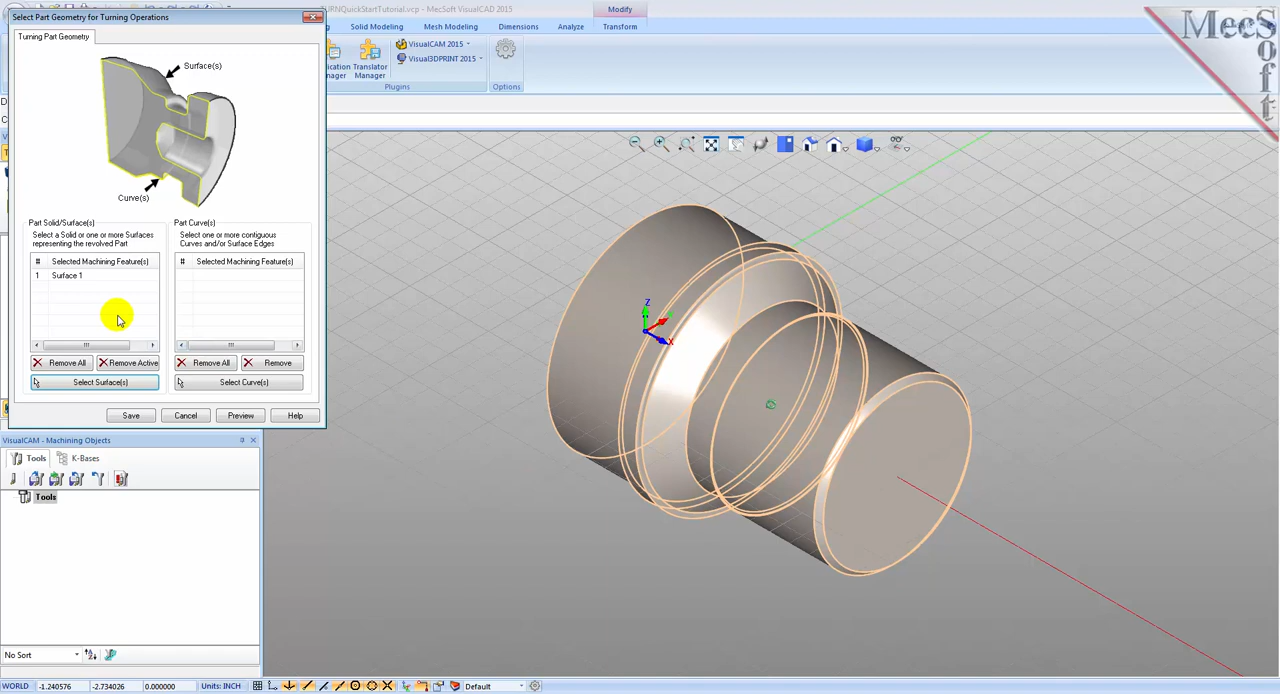 Select Part Geometry for Turning Operations
TURNQuickStartTutorial.vcp - MecSoft VisualCAD 2015
Modify
Solid Modeling
Mesh Modeling
Dimensions
Analyze
Transform
Turning Part Geometry
Surface(s)
Curve(s)
VisualCAM 2015
Visual3DPRINT 2015
Translator
Manager
Plugins
Options
MecSoft
Part Solid/Surface(s)
Select a Solid or one or more Surfaces
representing the revolved Part
# Selected Machining Feature(s)
1 Surface 1
Remove All
Remove Active
Select Surface(s)
Part Curve(s)
Select one or more contiguous
Curves and/or Surface Edges
# Selected Machining Feature(s)
Remove All
Remove
Select Curve(s)
Save
Cancel
Preview
Help
Z
X
VisualCAM - Machining Objects
Tools
K-Bases
Tools
No Sort
WORLD -1.240576 -2.734026 0.000000 Units: INCH
Default